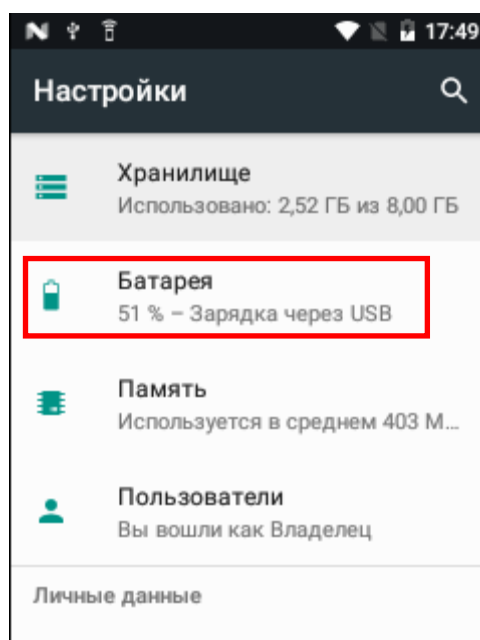 17:49
Настройки
Хранилище
Использовано: 2,52 ГБ из 8,00 ГБ
Батарея
51 % – Зарядка через USB
Память
Используется в среднем 403 М...
Пользователи
Вы вошли как Владелец
Личные данные